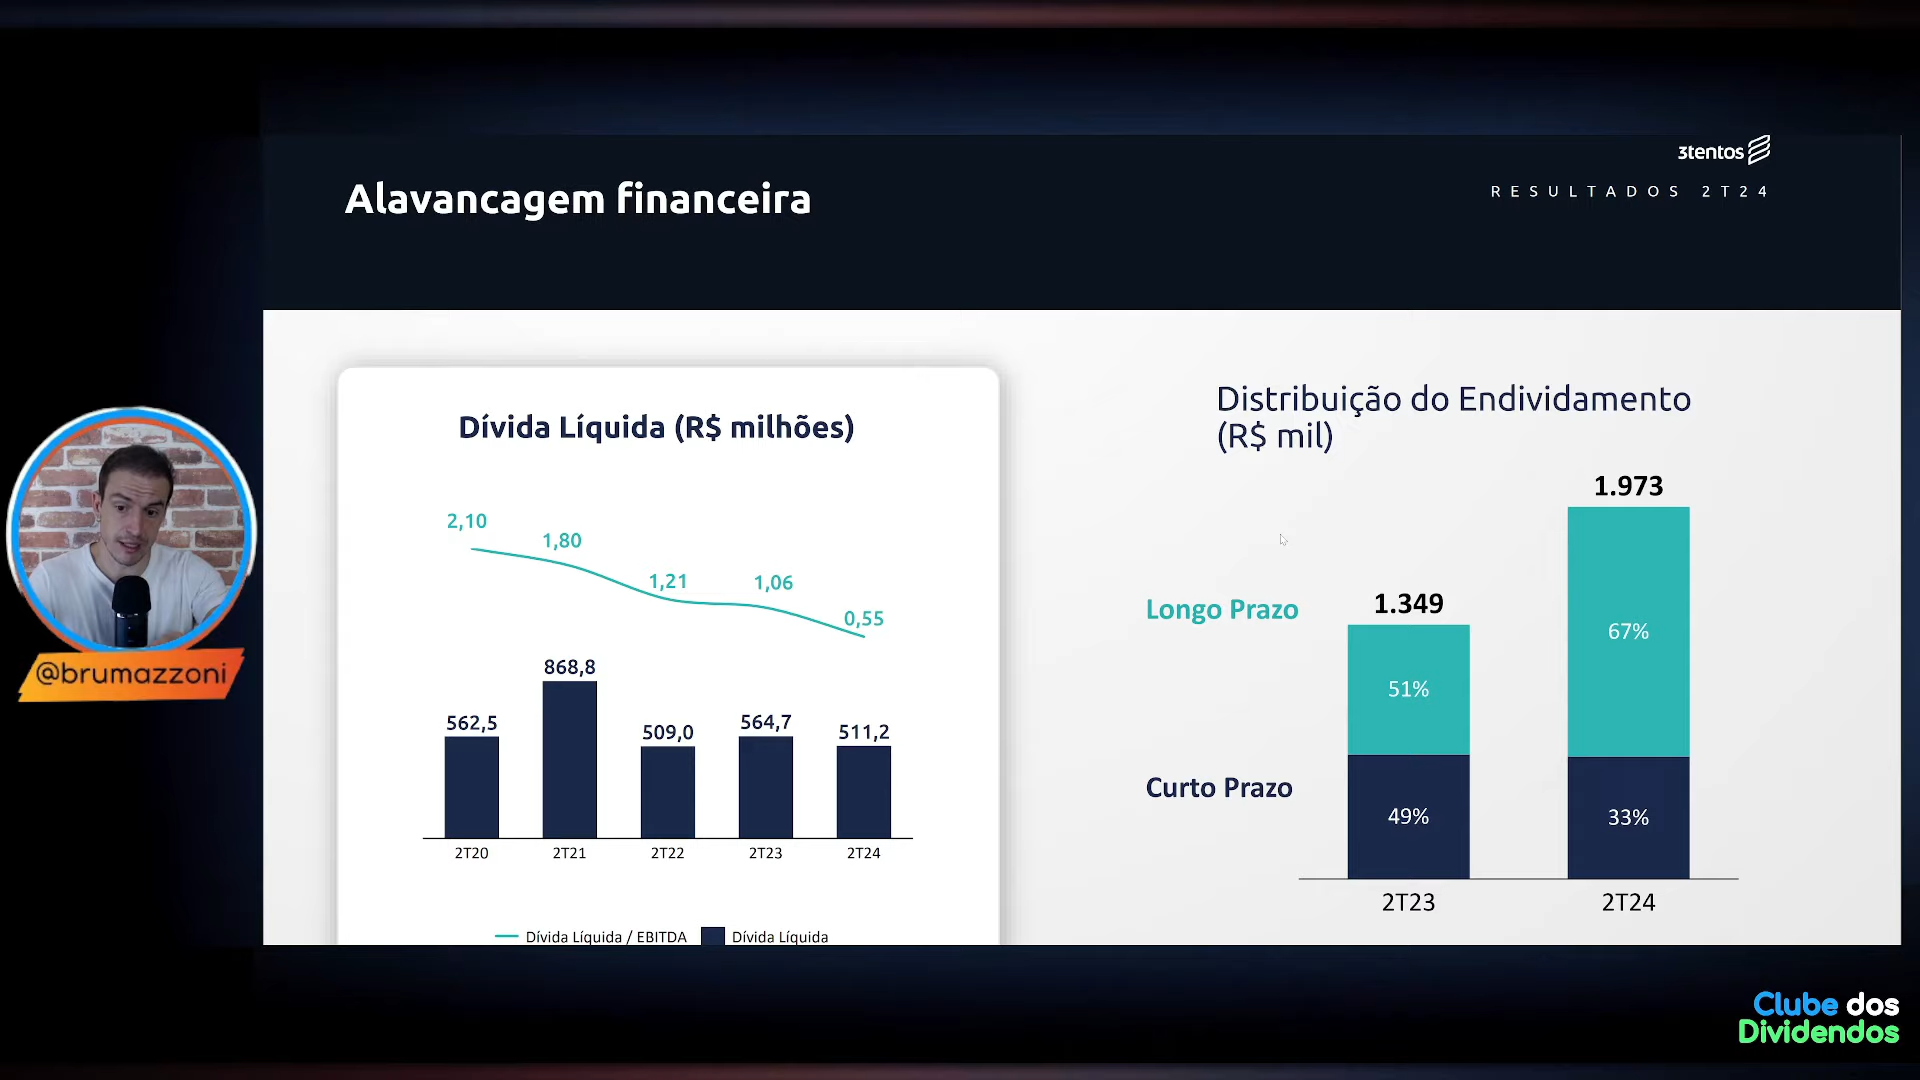 3tentos
RESULTADOS 2T24
Alavancagem financeira
Dívida Líquida (R$ milhões)
2,10
1,80
1,21
1,06
0,55
562,5
868,8
509,0
564,7
511,2
2T20
2T21
2T22
2T23
2T24
Dívida Líquida / EBITDA
Dívida Líquida
Distribuição do Endividamento
(R$ mil)
1.349
1.973
Longo Prazo
51%
67%
Curto Prazo
49%
33%
2T23
2T24
@brumazzoni
Clube dos
Dividendos